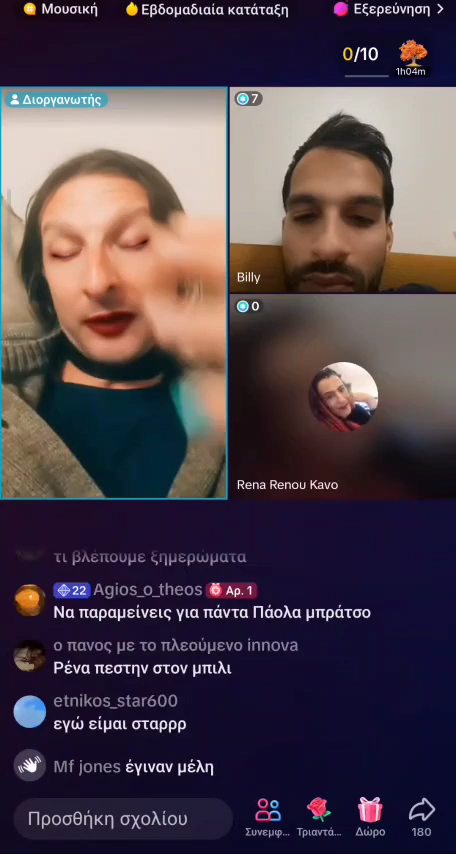 Μουσική
Εβδομαδιαία κατάταξη
Εξερεύνηση
0/10
1h04m
Διοργανωτής
7
Billy
0
Rena Renou Kavo
τι βλέπουμε ξημερώματα
22 Agios_o_theos Αρ. 1
Να παραμείνεις για πάντα Πάολα μπράτσο
ο πανος με το πλεούμενο innova
Ρένα πεστην στον μπιλι
etnikos_star600
εγώ είμαι σταρρρ
Mf jones έγιναν μέλη
Προσθήκη σχολίου
Συνεμφ...
Τριαντά...
Δώρο
180